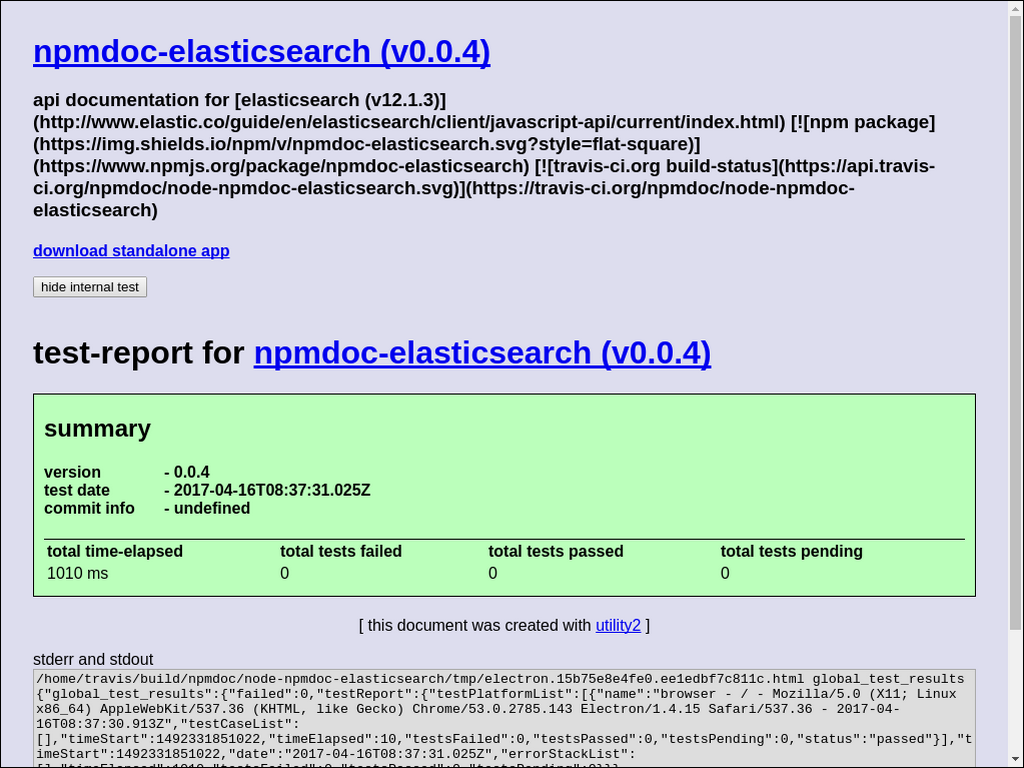 npmdoc-elasticsearch (v0.0.4)
api documentation for [elasticsearch (v12.1.3)]
(http://www.elastic.co/guide/en/elasticsearch/client/javascript-api/current/index.html) [![npm package]
(https://img.shields.io/npm/v/npmdoc-elasticsearch.svg?style=flat-square)]
(https://www.npmjs.org/package/npmdoc-elasticsearch) [![travis-ci.org build-status](https://api.travis-
ci.org/npmdoc/node-npmdoc-elasticsearch.svg)](https://travis-ci.org/npmdoc/node-npmdoc-
elasticsearch)
download standalone app
hide internal test
test-report for npmdoc-elasticsearch (v0.0.4)
summary
version - 0.0.4
test date - 2017-04-16T08:37:31.025Z
commit info - undefined
total time-elapsed total tests failed total tests passed total tests pending
1010 ms 0 0 0
[ this document was created with utility2 ]
stderr and stdout
/home/travis/build/npmdoc/node-npmdoc-elasticsearch/tmp/electron.15b75e8e4fe0.ee1edbf7c811c.html global_test_results
{"global_test_results":{"failed":0,"testReport":{"testPlatformList":[{"name":"browser - / - Mozilla/5.0 (X11; Linux
x86_64) AppleWebKit/537.36 (KHTML, like Gecko) Chrome/53.0.2785.143 Electron/1.4.15 Safari/537.36 - 2017-04-
16T08:37:30.913Z","testCaseList":
[],"timeStart":1492331851022,"timeElapsed":10,"testsFailed":0,"testsPassed":0,"testsPending":0,"status":"passed"}],"t
imeStart":1492331851022,"date":"2017-04-16T08:37:31.025Z","errorStackList":
[],"timeElapsed":1010,"testsFailed":0,"testsPassed":0,"testsPending":0}}}